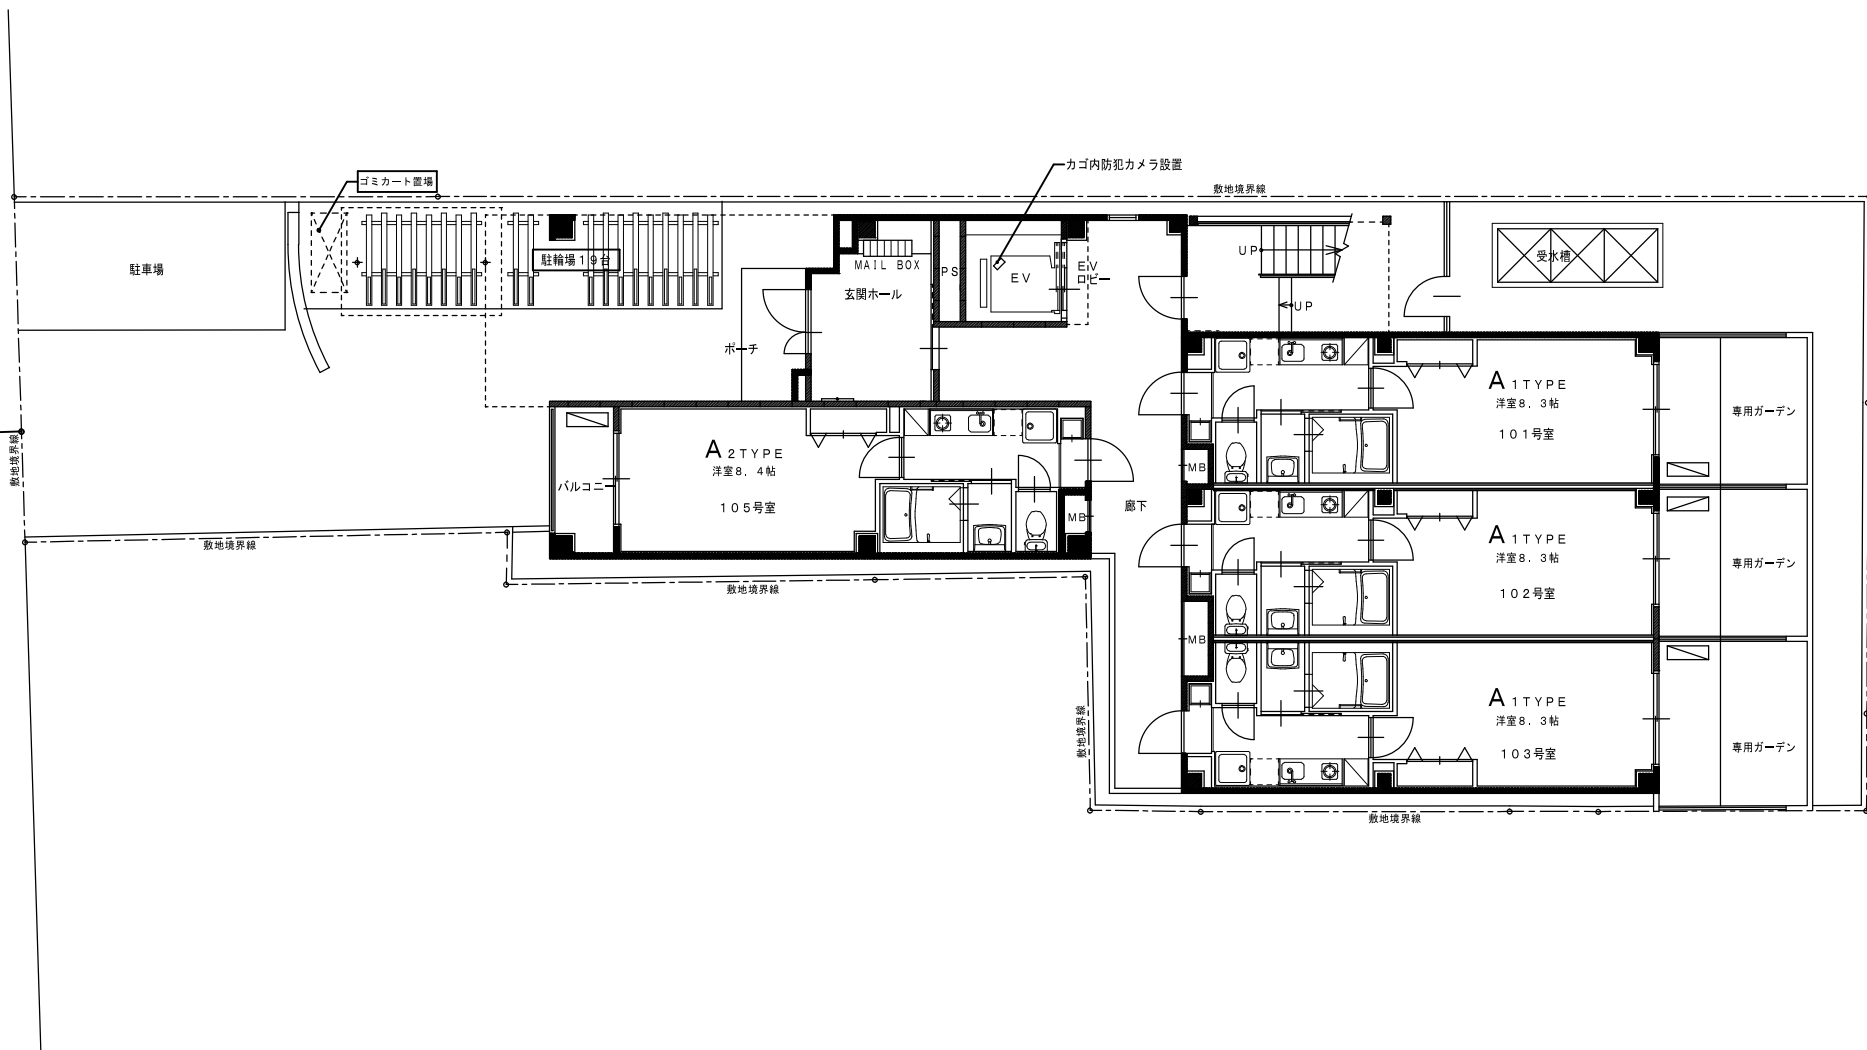 カゴ内防犯カメラ設置
ゴミカート置場
敷地境界線
駐車場
駐輪場19台
MAIL BOX
玄関ホール
PS
EV
EV
ロビー
UP
UP
受水槽
ポーチ
A1TYPE
洋室8.3帖
101号室
専用ガーデン
敷地境界線
A2TYPE
洋室8.4帖
105号室
バルコニー
MB
MB
廊下
敷地境界線
敷地境界線
A1TYPE
洋室8.3帖
102号室
専用ガーデン
MB
敷地境界線
A1TYPE
洋室8.3帖
103号室
専用ガーデン
敷地境界線